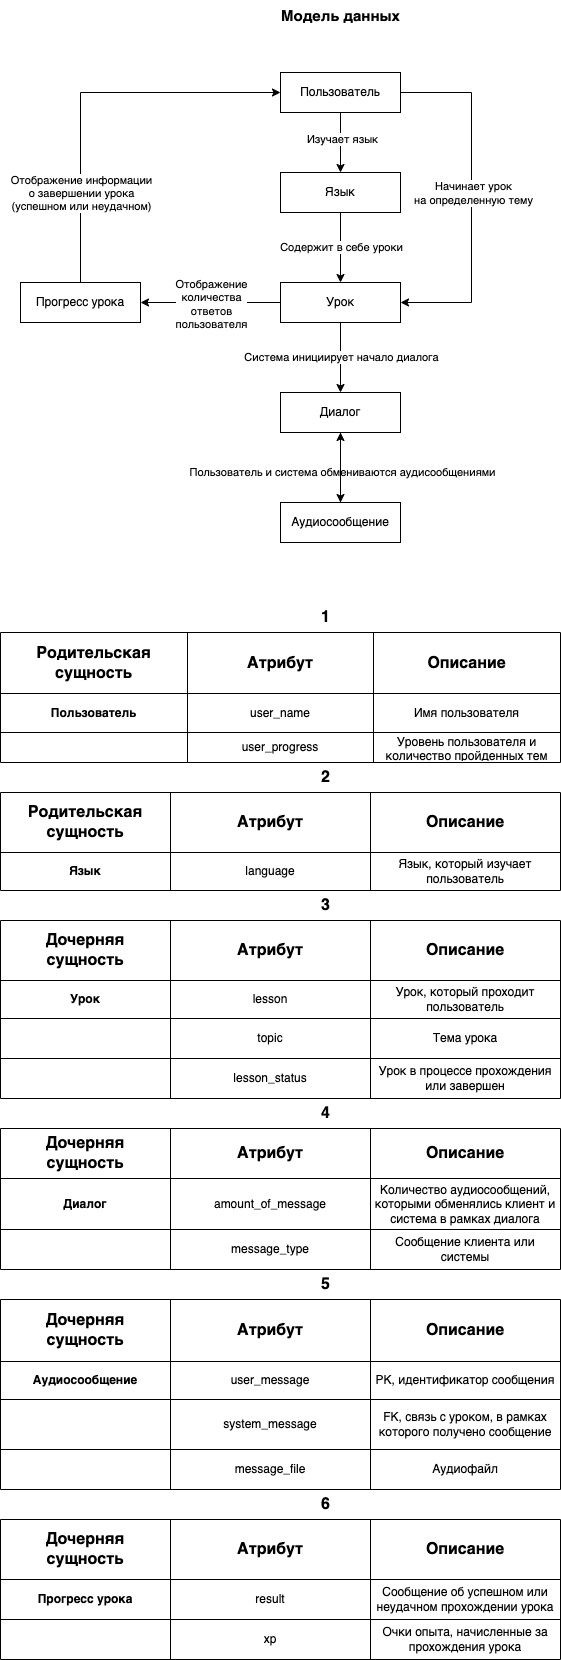 Модель данных
Пользователь
Изучает язык
Отображение информации
о завершении урока
(успешном или неудачном)
Начинает урок
на определенную тему
Язык
Содержит в себе уроки
Прогресс урока
Отображение
количества
ответов
пользователя
Урок
Система инициирует начало диалога
Диалог
Пользователь и система обмениваются аудисообщениями
Аудиосообщение
1
Родительская
сущность
Атрибут
Описание
Пользователь
user_name
Имя пользователя
user_progress
Уровень пользователя и
количество пройденных тем
2
Родительская
сущность
Атрибут
Описание
Язык
language
Язык, который изучает
пользователь
3
Дочерняя
сущность
Атрибут
Описание
Урок
lesson
Урок, который проходит
пользователь
topic
Тема урока
lesson_status
Урок в процессе прохождения
или завершен
4
Дочерняя
сущность
Атрибут
Описание
Диалог
amount_of_message
Количество аудиосообщений,
которыми обменялись клиент и
система в рамках диалога
message_type
Сообщение клиента или
системы
5
Дочерняя
сущность
Атрибут
Описание
Аудиосообщение
user_message
PK, идентификатор сообщения
system_message
FK, связь с уроком, в рамках
которого получено сообщение
message_file
Аудиофайл
6
Дочерняя
сущность
Атрибут
Описание
Прогресс урока
result
Сообщение об успешном или
неудачном прохождении урока
xp
Очки опыта, начисленные за
прохождения урока